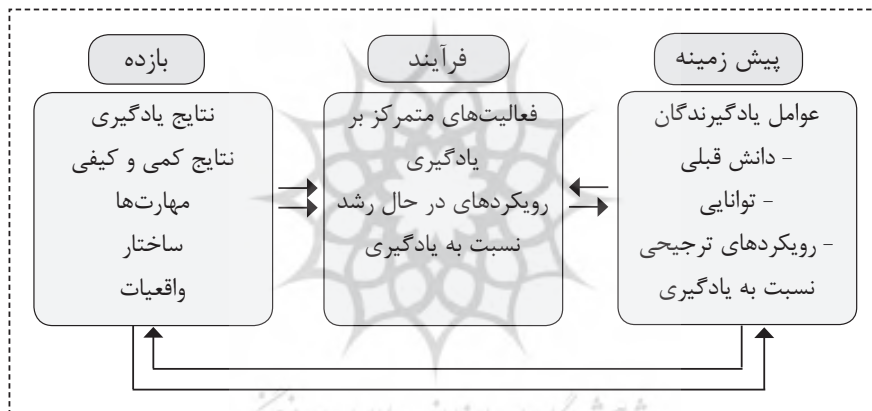 پیش زمینه
عوامل یادگیرندگان
- دانش قبلی
- توانایی
- رویکردهای ترجیحی
نسبت به یادگیری
فرآیند
فعالیت‌های متمرکز بر
یادگیری
رویکردهای در حال رشد
نسبت به یادگیری
بازده
نتایج یادگیری
نتایج کمی و کیفی
مهارت‌ها
ساختار
واقعیات